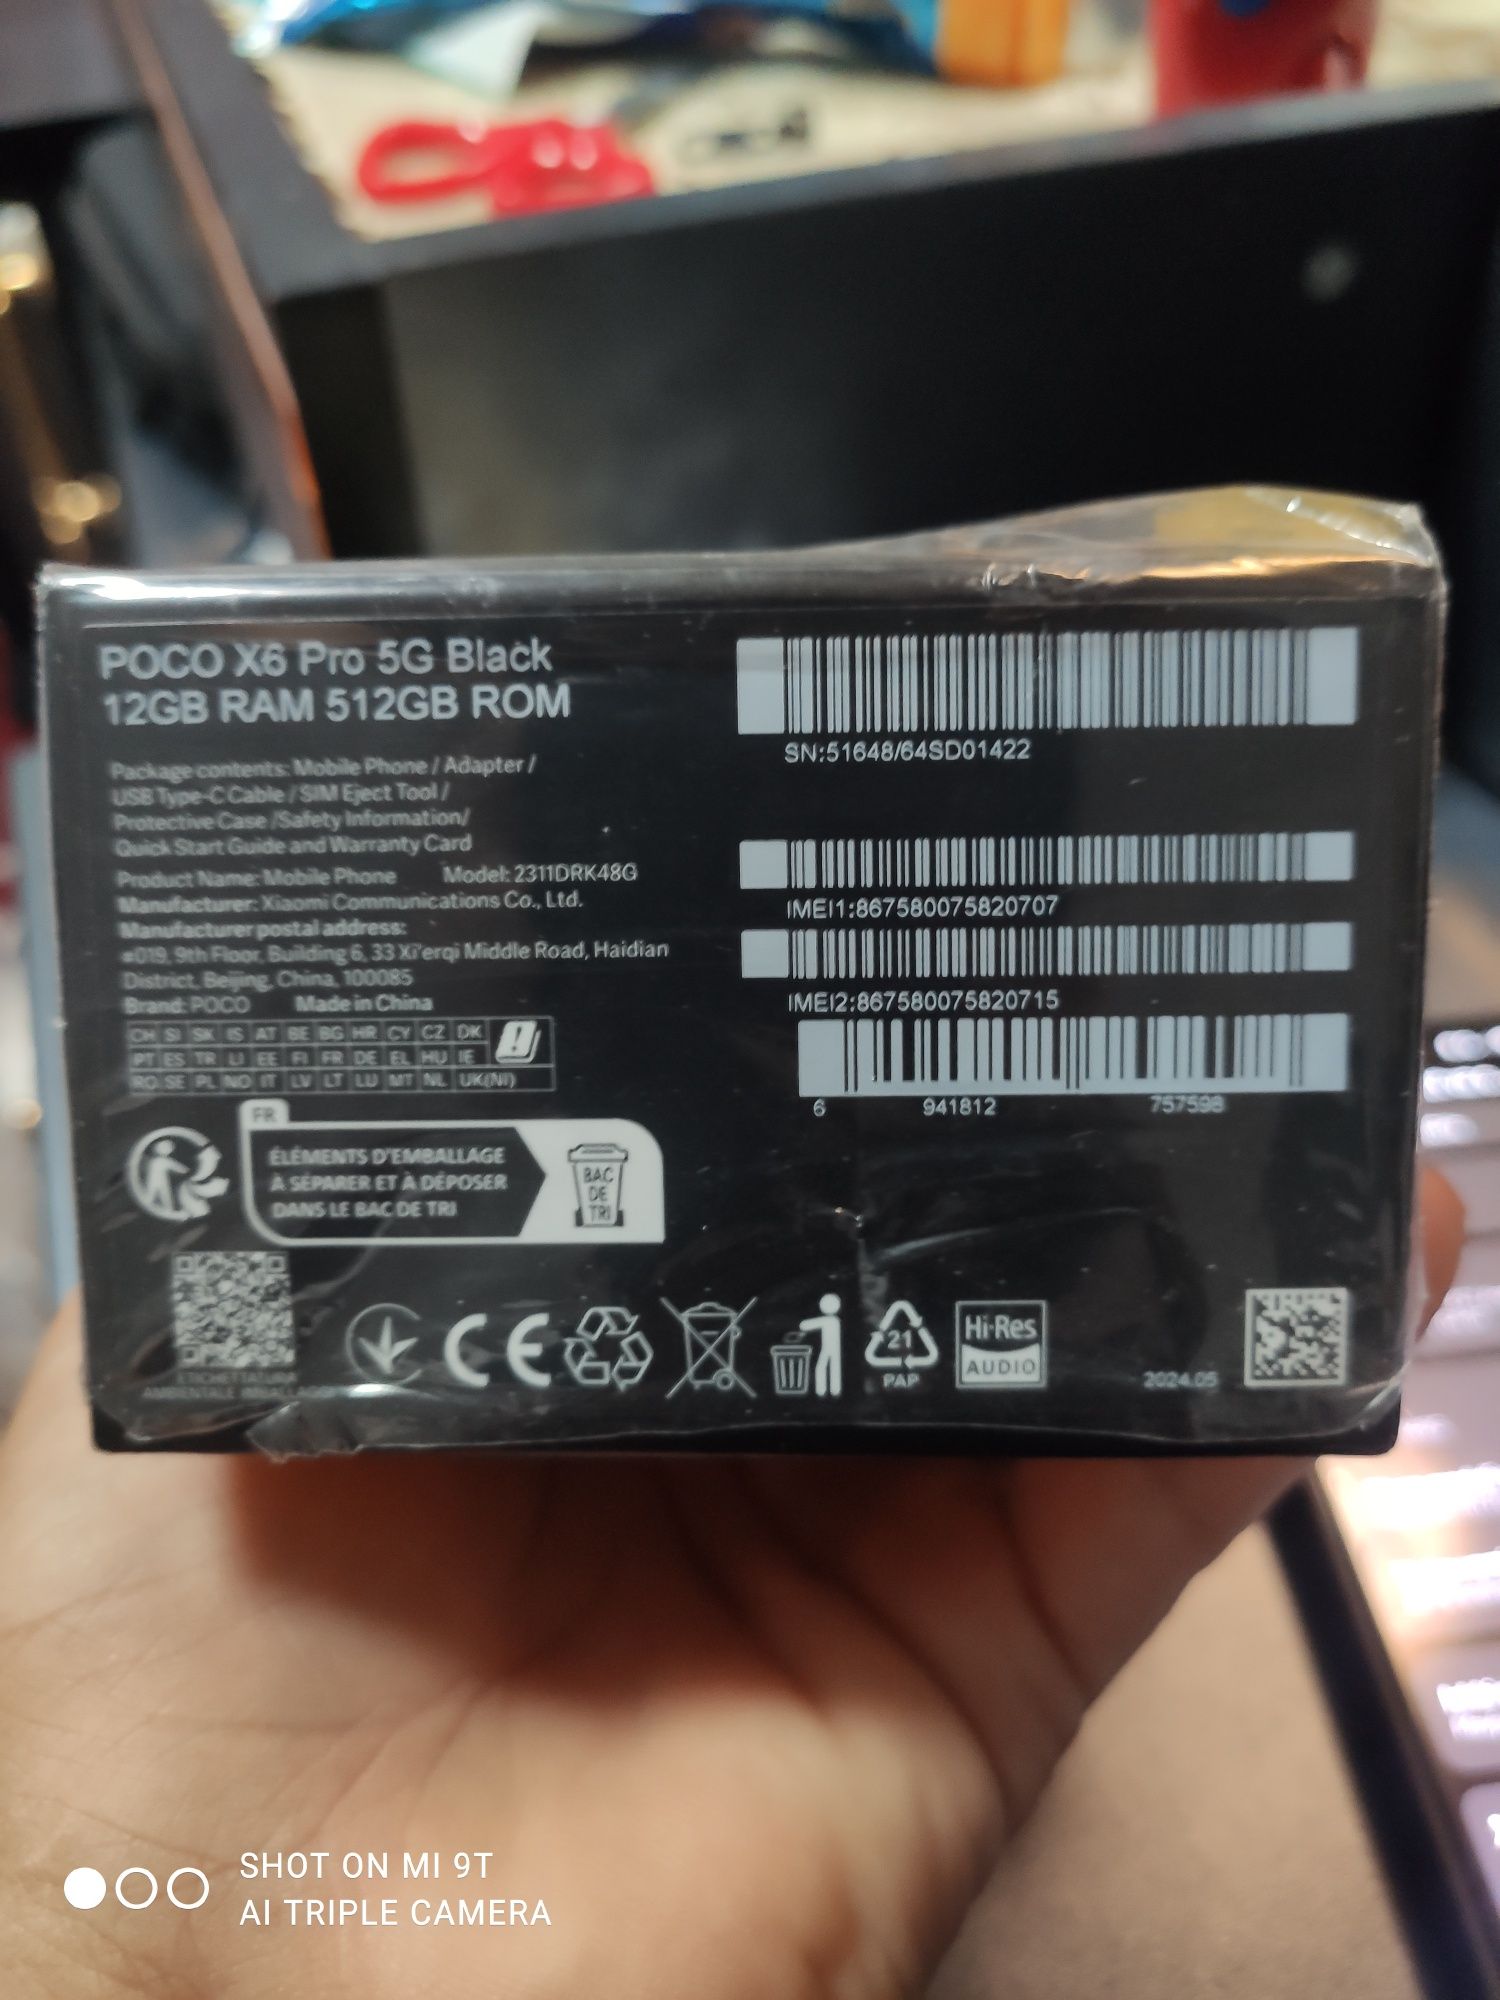 POCO X6 Pro 5G Black
12GB RAM 512GB ROM
Package contents: Mobile Phone / Adapter /
USB Type-C Cable / SIM Eject Tool /
Protective Case /Safety Information/
Quick Start Guide and Warranty Card
Product Name: Mobile Phone Model: 2311DRK48G
Manufacturer: Xiaomi Communications Co., Ltd.
Manufacturer postal address:
#019, 9th Floor, Building 6, 33 Xi'erqi Middle Road, Haidian
District, Beijing, China, 100085
Brand: POCO Made in China
CH SI SK IS AT BE BG HR CY CZ DK
PT ES TR LI EE FI FR DE EL HU IE
RO SE PL NO IT LV LT LU MT NL UK(NI)
FR
ÉLÉMENTS D'EMBALLAGE
À SÉPARER ET À DÉPOSER
DANS LE BAC DE TRI
BAC
DE
TRI
SN:51648/64SD01422
IMEI1:867580075820707
IMEI2:867580075820715
6 941812 757598
ETICHETTATURA
AMBIENTALE
CE
21
PAP
Hi-Res
AUDIO
2024.05
SHOT ON MI 9T
AI TRIPLE CAMERA